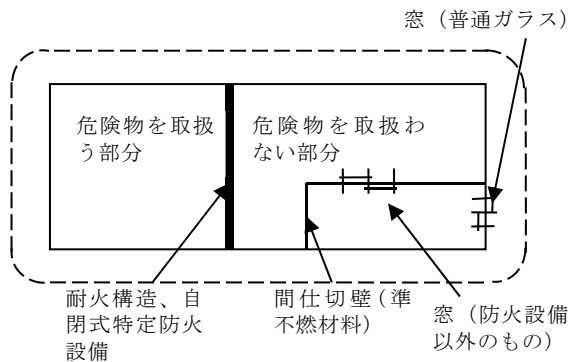 窓（普通ガラス）
危険物を取扱
う部分
危険物を取扱わ
ない部分
耐火構造、自
閉式特定防火
設備
間仕切壁（準
不燃材料）
窓（防火設備
以外のもの）